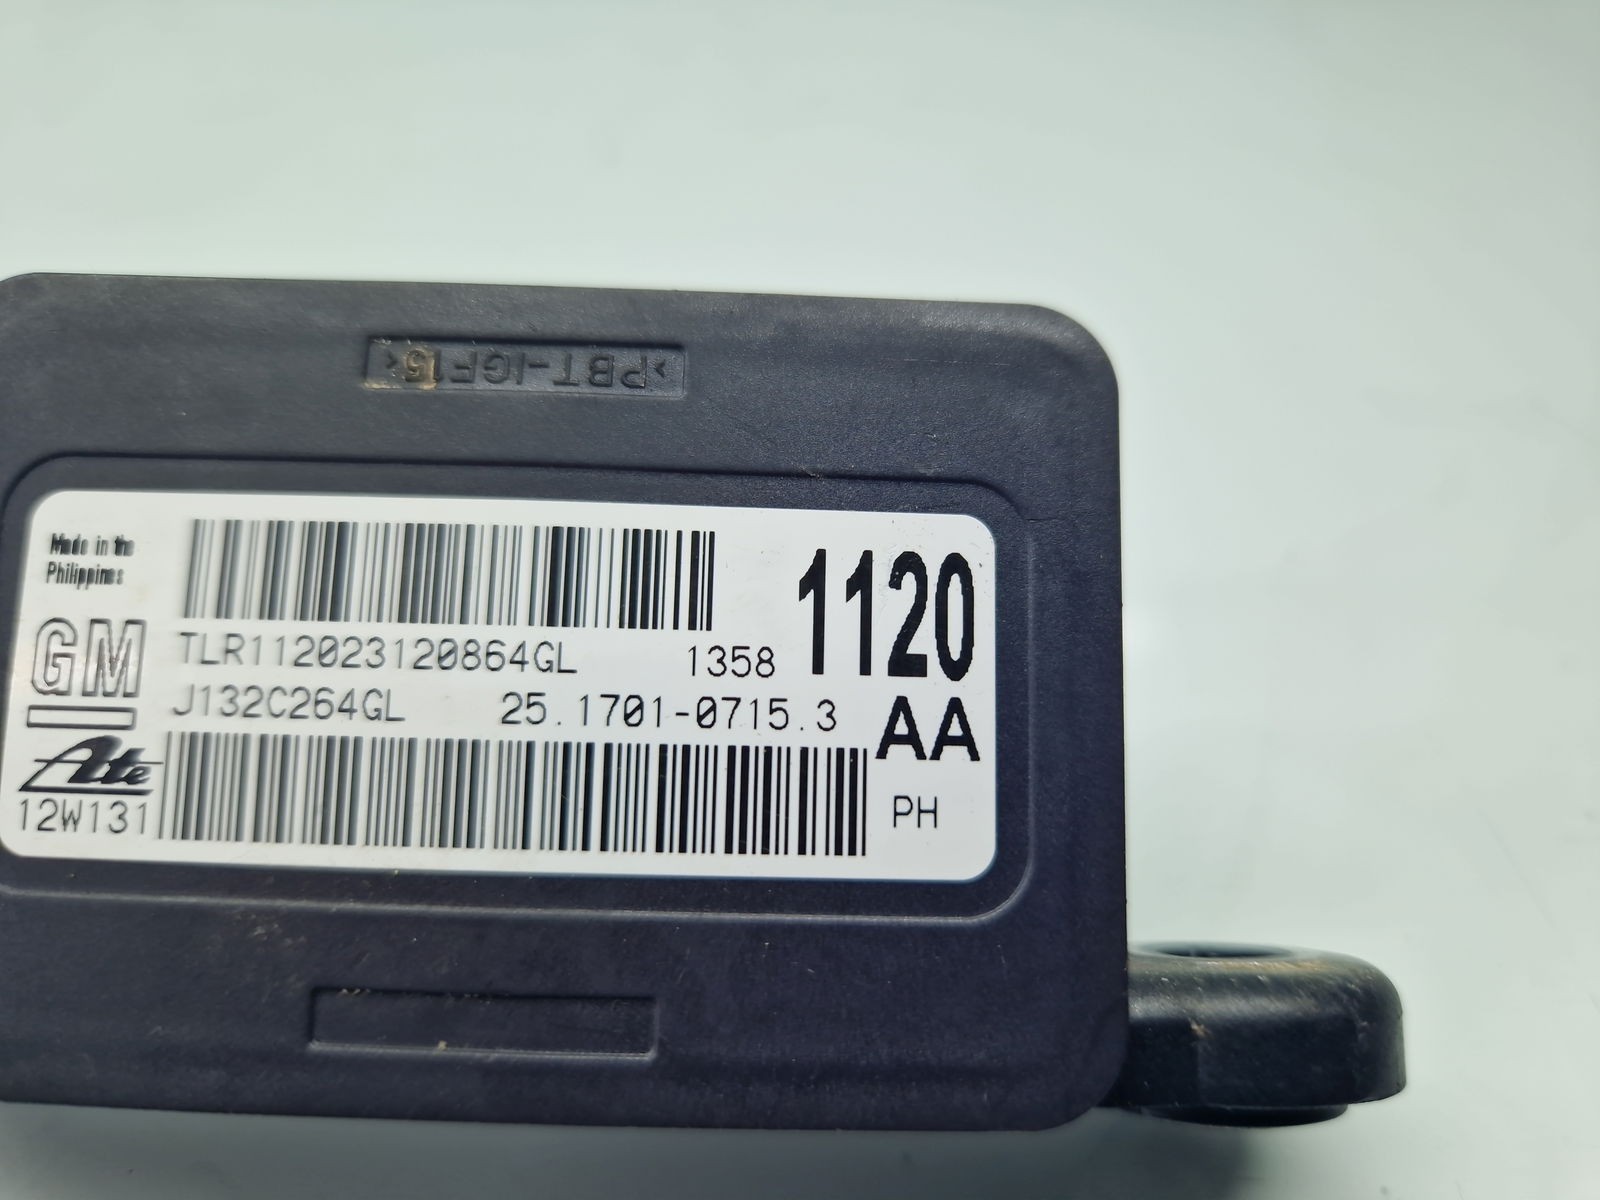 >PBT-IGF15<
Made in the
Philippines
GM
Ate
12W131
TLR112023120864GL 1358
J132C264GL 25.1701-0715.3
1120
AA
PH